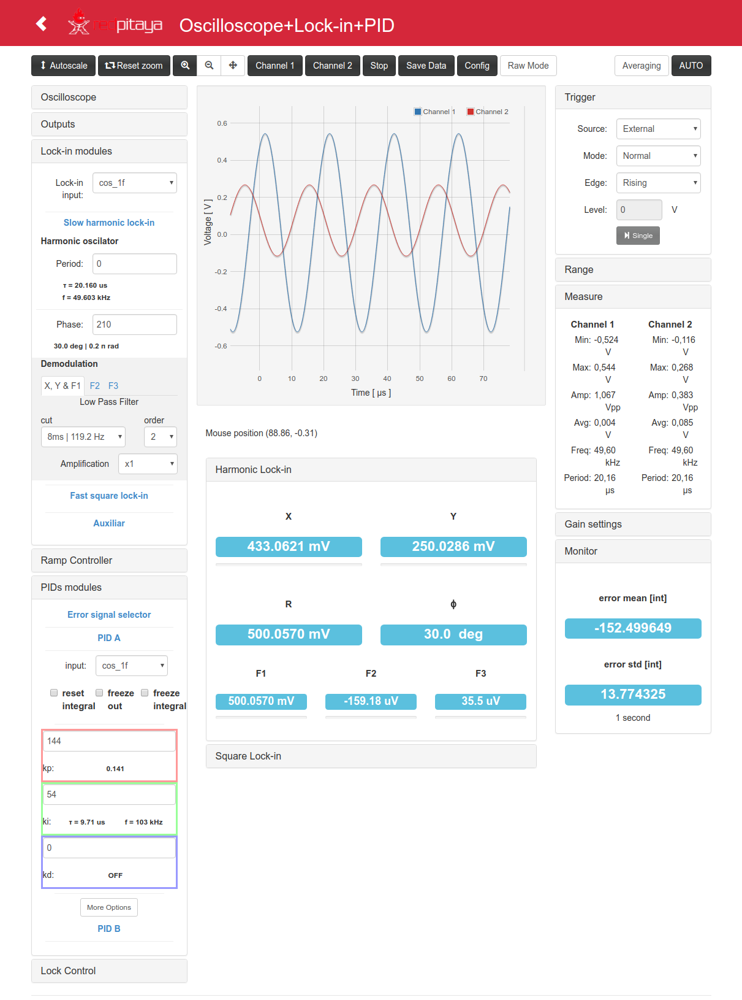 redpitaya Oscilloscope+Lock-in+PID
Autoscale Reset zoom Channel 1 Channel 2 Stop Save Data Config Raw Mode Averaging AUTO
Oscilloscope
Outputs
Lock-in modules
Lock-in input: cos_1f
Slow harmonic lock-in
Harmonic oscilator
Period: 0
τ = 20.160 us
f = 49.603 kHz
Phase: 210
30.0 deg | 0.2 π rad
Demodulation
X, Y & F1 F2 F3
Low Pass Filter
cut order
8ms | 119.2 Hz 2
Amplification x1
Fast square lock-in
Auxiliar
Ramp Controller
PIDs modules
Error signal selector
PID A
input: cos_1f
reset integral freeze out freeze integral
144
kp: 0.141
54
ki: τ = 9.71 us f = 103 kHz
0
kd: OFF
More Options
PID B
Lock Control
Channel 1 Channel 2
Voltage [ V ]
0.6
0.4
0.2
0.0
-0.2
-0.4
-0.6
0 10 20 30 40 50 60 70
Time [ µs ]
Mouse position (88.86, -0.31)
Harmonic Lock-in
X Y
433.0621 mV 250.0286 mV
R ϕ
500.0570 mV 30.0 deg
F1 F2 F3
500.0570 mV -159.18 uV 35.5 uV
Square Lock-in
Trigger
Source: External
Mode: Normal
Edge: Rising
Level: 0 V
Single
Range
Measure
Channel 1 Channel 2
Min: -0,524 V Min: -0,116 V
Max: 0,544 V Max: 0,268 V
Amp: 1,067 Vpp Amp: 0,383 Vpp
Avg: 0,004 V Avg: 0,085 V
Freq: 49,60 kHz Freq: 49,60 kHz
Period: 20,16 µs Period: 20,16 µs
Gain settings
Monitor
error mean [int]
-152.499649
error std [int]
13.774325
1 second